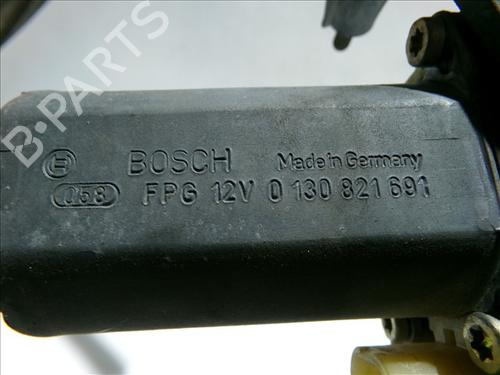 B-PARTS
BOSCH Made in Germany
058 FPG 12V 0 130 821 691